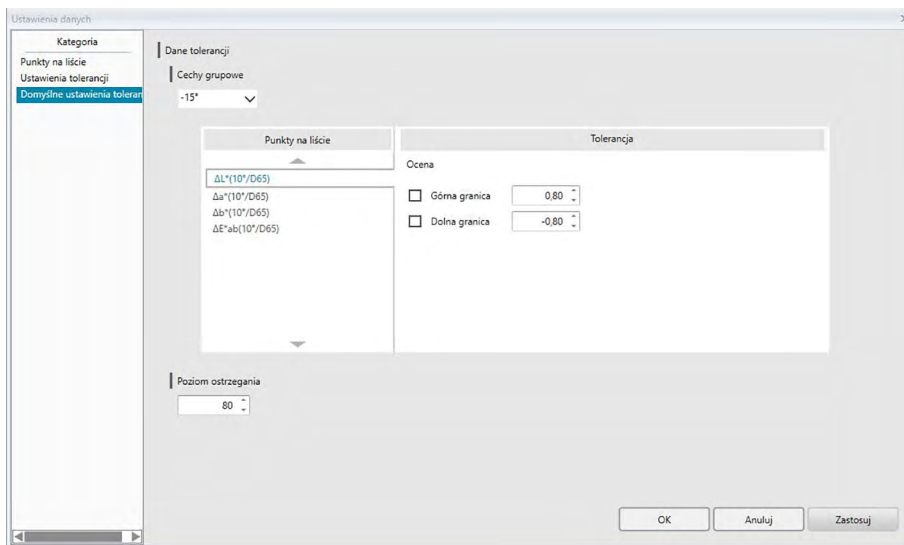 Ustawienia danych
Kategoria
Punkty na liście
Ustawienia tolerancji
Domyślne ustawienia toleran
Dane tolerancji
Cechy grupowe
-15°
Punkty na liście
ΔL*(10°/D65)
Δa*(10°/D65)
Δb*(10°/D65)
ΔE*ab(10°/D65)
Tolerancja
Ocena
Górna granica 0,80
Dolna granica -0,80
Poziom ostrzegania
80
OK Anuluj Zastosuj